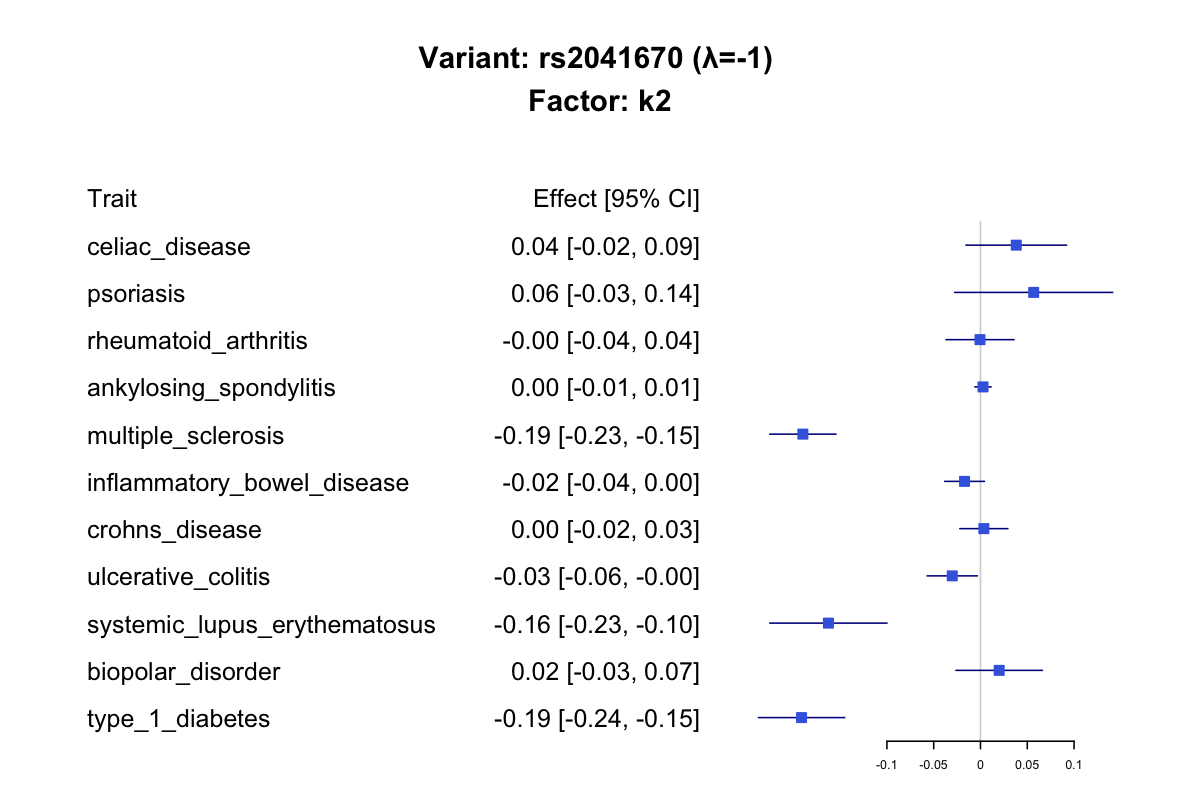 Variant: rs2041670 (λ=-1)
Factor: k2
Trait Effect [95% CI]
celiac_disease 0.04 [-0.02, 0.09]
psoriasis 0.06 [-0.03, 0.14]
rheumatoid_arthritis -0.00 [-0.04, 0.04]
ankylosing_spondylitis 0.00 [-0.01, 0.01]
multiple_sclerosis -0.19 [-0.23, -0.15]
inflammatory_bowel_disease -0.02 [-0.04, 0.00]
crohns_disease 0.00 [-0.02, 0.03]
ulcerative_colitis -0.03 [-0.06, -0.00]
systemic_lupus_erythematosus -0.16 [-0.23, -0.10]
biopolar_disorder 0.02 [-0.03, 0.07]
type_1_diabetes -0.19 [-0.24, -0.15]
-0.1 -0.05 0 0.05 0.1